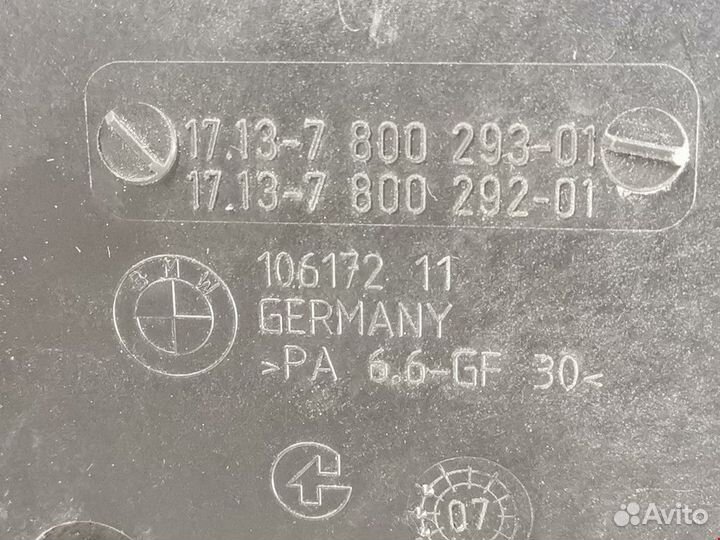 17.13-7 800 293-01
17.13-7 800 292-01
BMW
106172 11
GERMANY
>PA 6.6-GF 30<
07
Avito